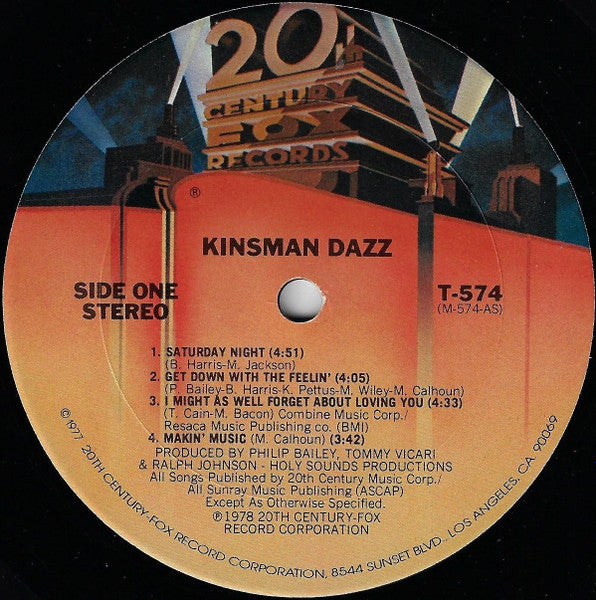 20th
CENTURY
FOX
RECORDS
®
KINSMAN DAZZ
SIDE ONE
STEREO
T-574
(M-574-AS)
1. SATURDAY NIGHT (4:51)
(B. Harris-M. Jackson)
2. GET DOWN WITH THE FEELIN' (4:05)
(P. Bailey-B. Harris-K. Pettus-M. Wiley-M. Calhoun)
3. I MIGHT AS WELL FORGET ABOUT LOVING YOU (4:33)
(T. Cain-M. Bacon) Combine Music Corp./
Resaca Music Publishing co. (BMI)
4. MAKIN' MUSIC (M. Calhoun) (3:42)
PRODUCED BY PHILIP BAILEY, TOMMY VICARI
& RALPH JOHNSON - HOLY SOUNDS PRODUCTIONS
All Songs Published by 20th Century Music Corp./
All Sunray Music Publishing (ASCAP)
Except As Otherwise Specified.
℗ 1978 20TH CENTURY-FOX
RECORD CORPORATION
© 1977 20TH CENTURY-FOX RECORD CORPORATION, 8544 SUNSET BLVD., LOS ANGELES, CA 90069